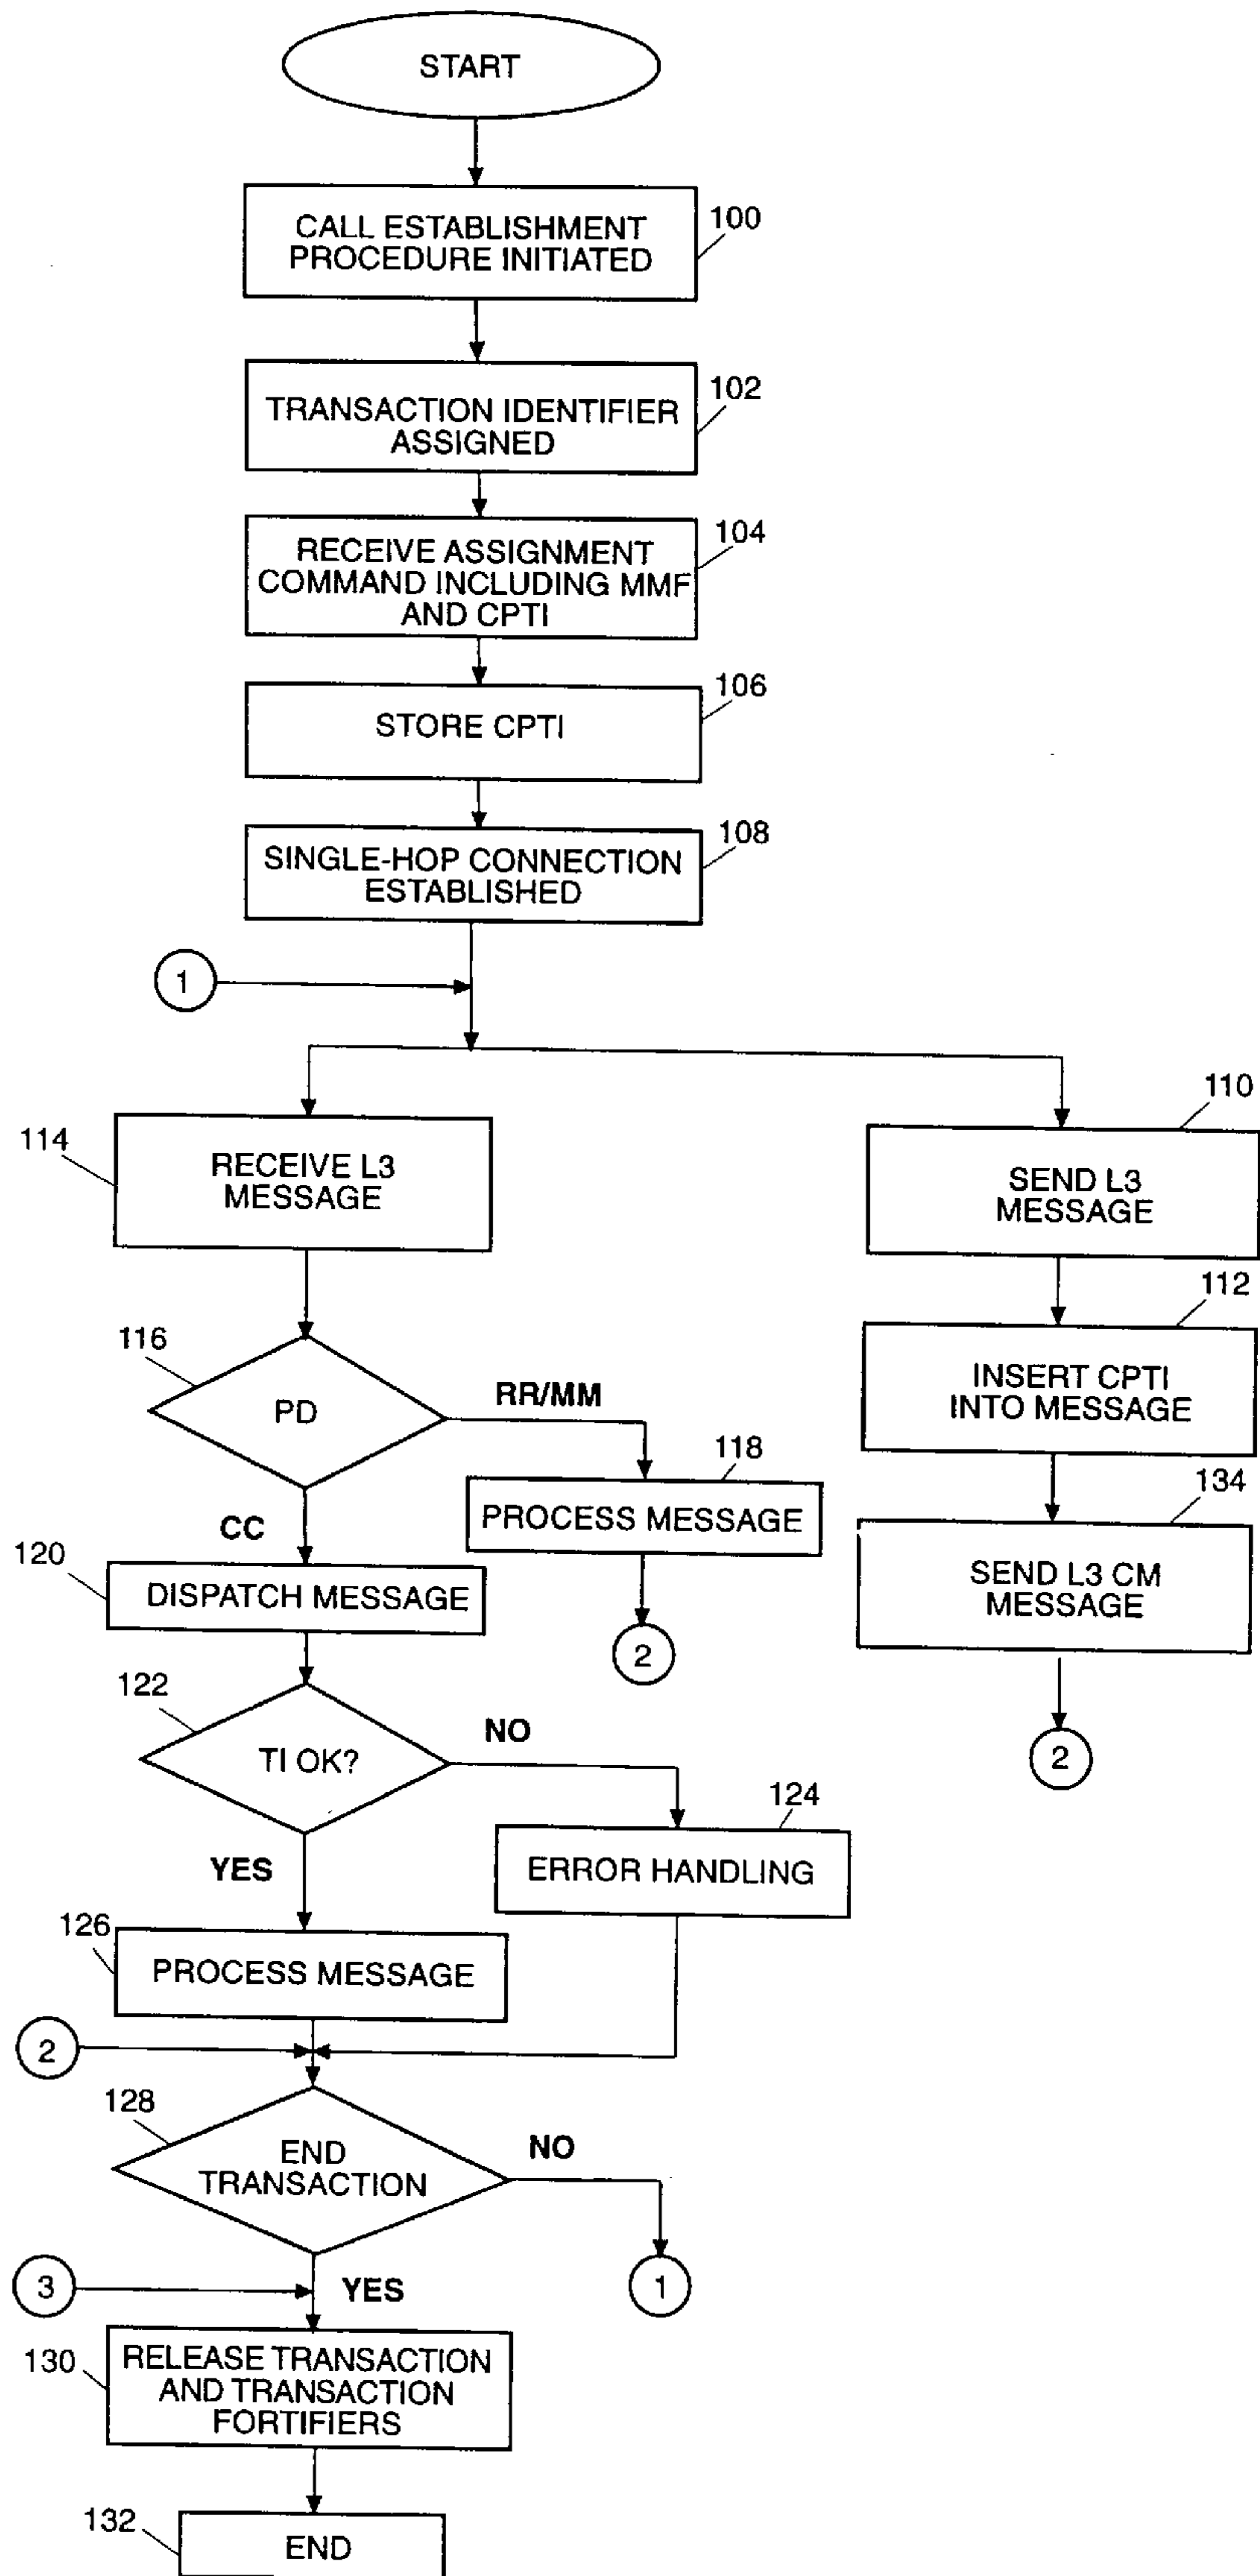 START
CALL ESTABLISHMENT
PROCEDURE INITIATED
100
TRANSACTION IDENTIFIER
ASSIGNED
102
RECEIVE ASSIGNMENT
COMMAND INCLUDING MMF
AND CPTI
104
STORE CPTI
106
SINGLE-HOP CONNECTION
ESTABLISHED
108
1
114
RECEIVE L3
MESSAGE
110
SEND L3
MESSAGE
116
PD
RR/MM
112
INSERT CPTI
INTO MESSAGE
CC
118
PROCESS MESSAGE
2
134
SEND L3 CM
MESSAGE
2
120
DISPATCH MESSAGE
122
TI OK?
NO
124
ERROR HANDLING
YES
126
PROCESS MESSAGE
2
128
END
TRANSACTION
NO
1
3
YES
130
RELEASE TRANSACTION
AND TRANSACTION
FORTIFIERS
132
END